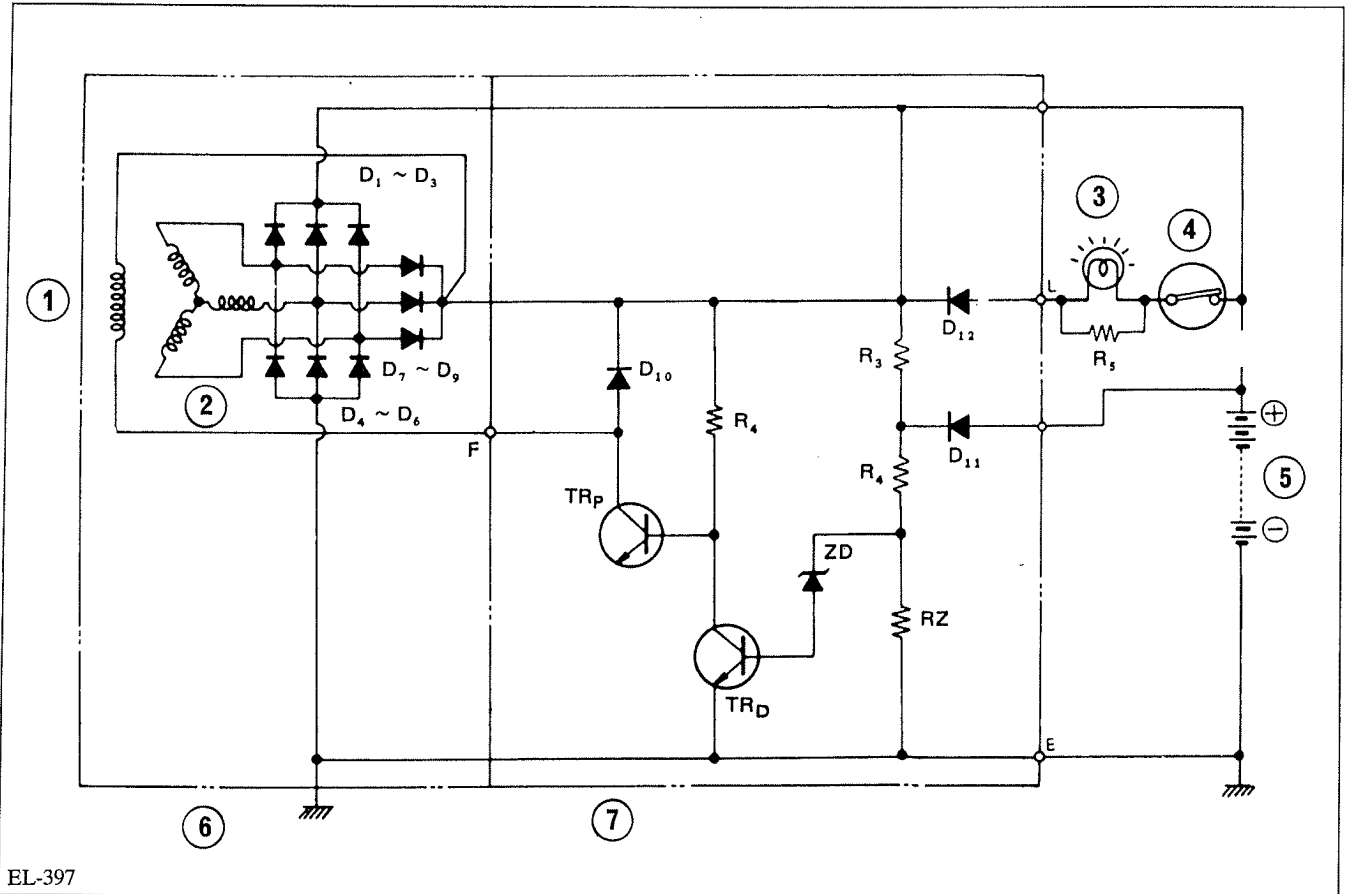 D₁ ~ D₃
3
4
1
L
D₁₂
R₃
R₅
D₇ ~ D₉
D₁₀
2
D₄ ~ D₆
R₄
⊕
F
D₁₁
R₄
5
TRP
⊖
ZD
RZ
TRD
E
6
7
EL-397